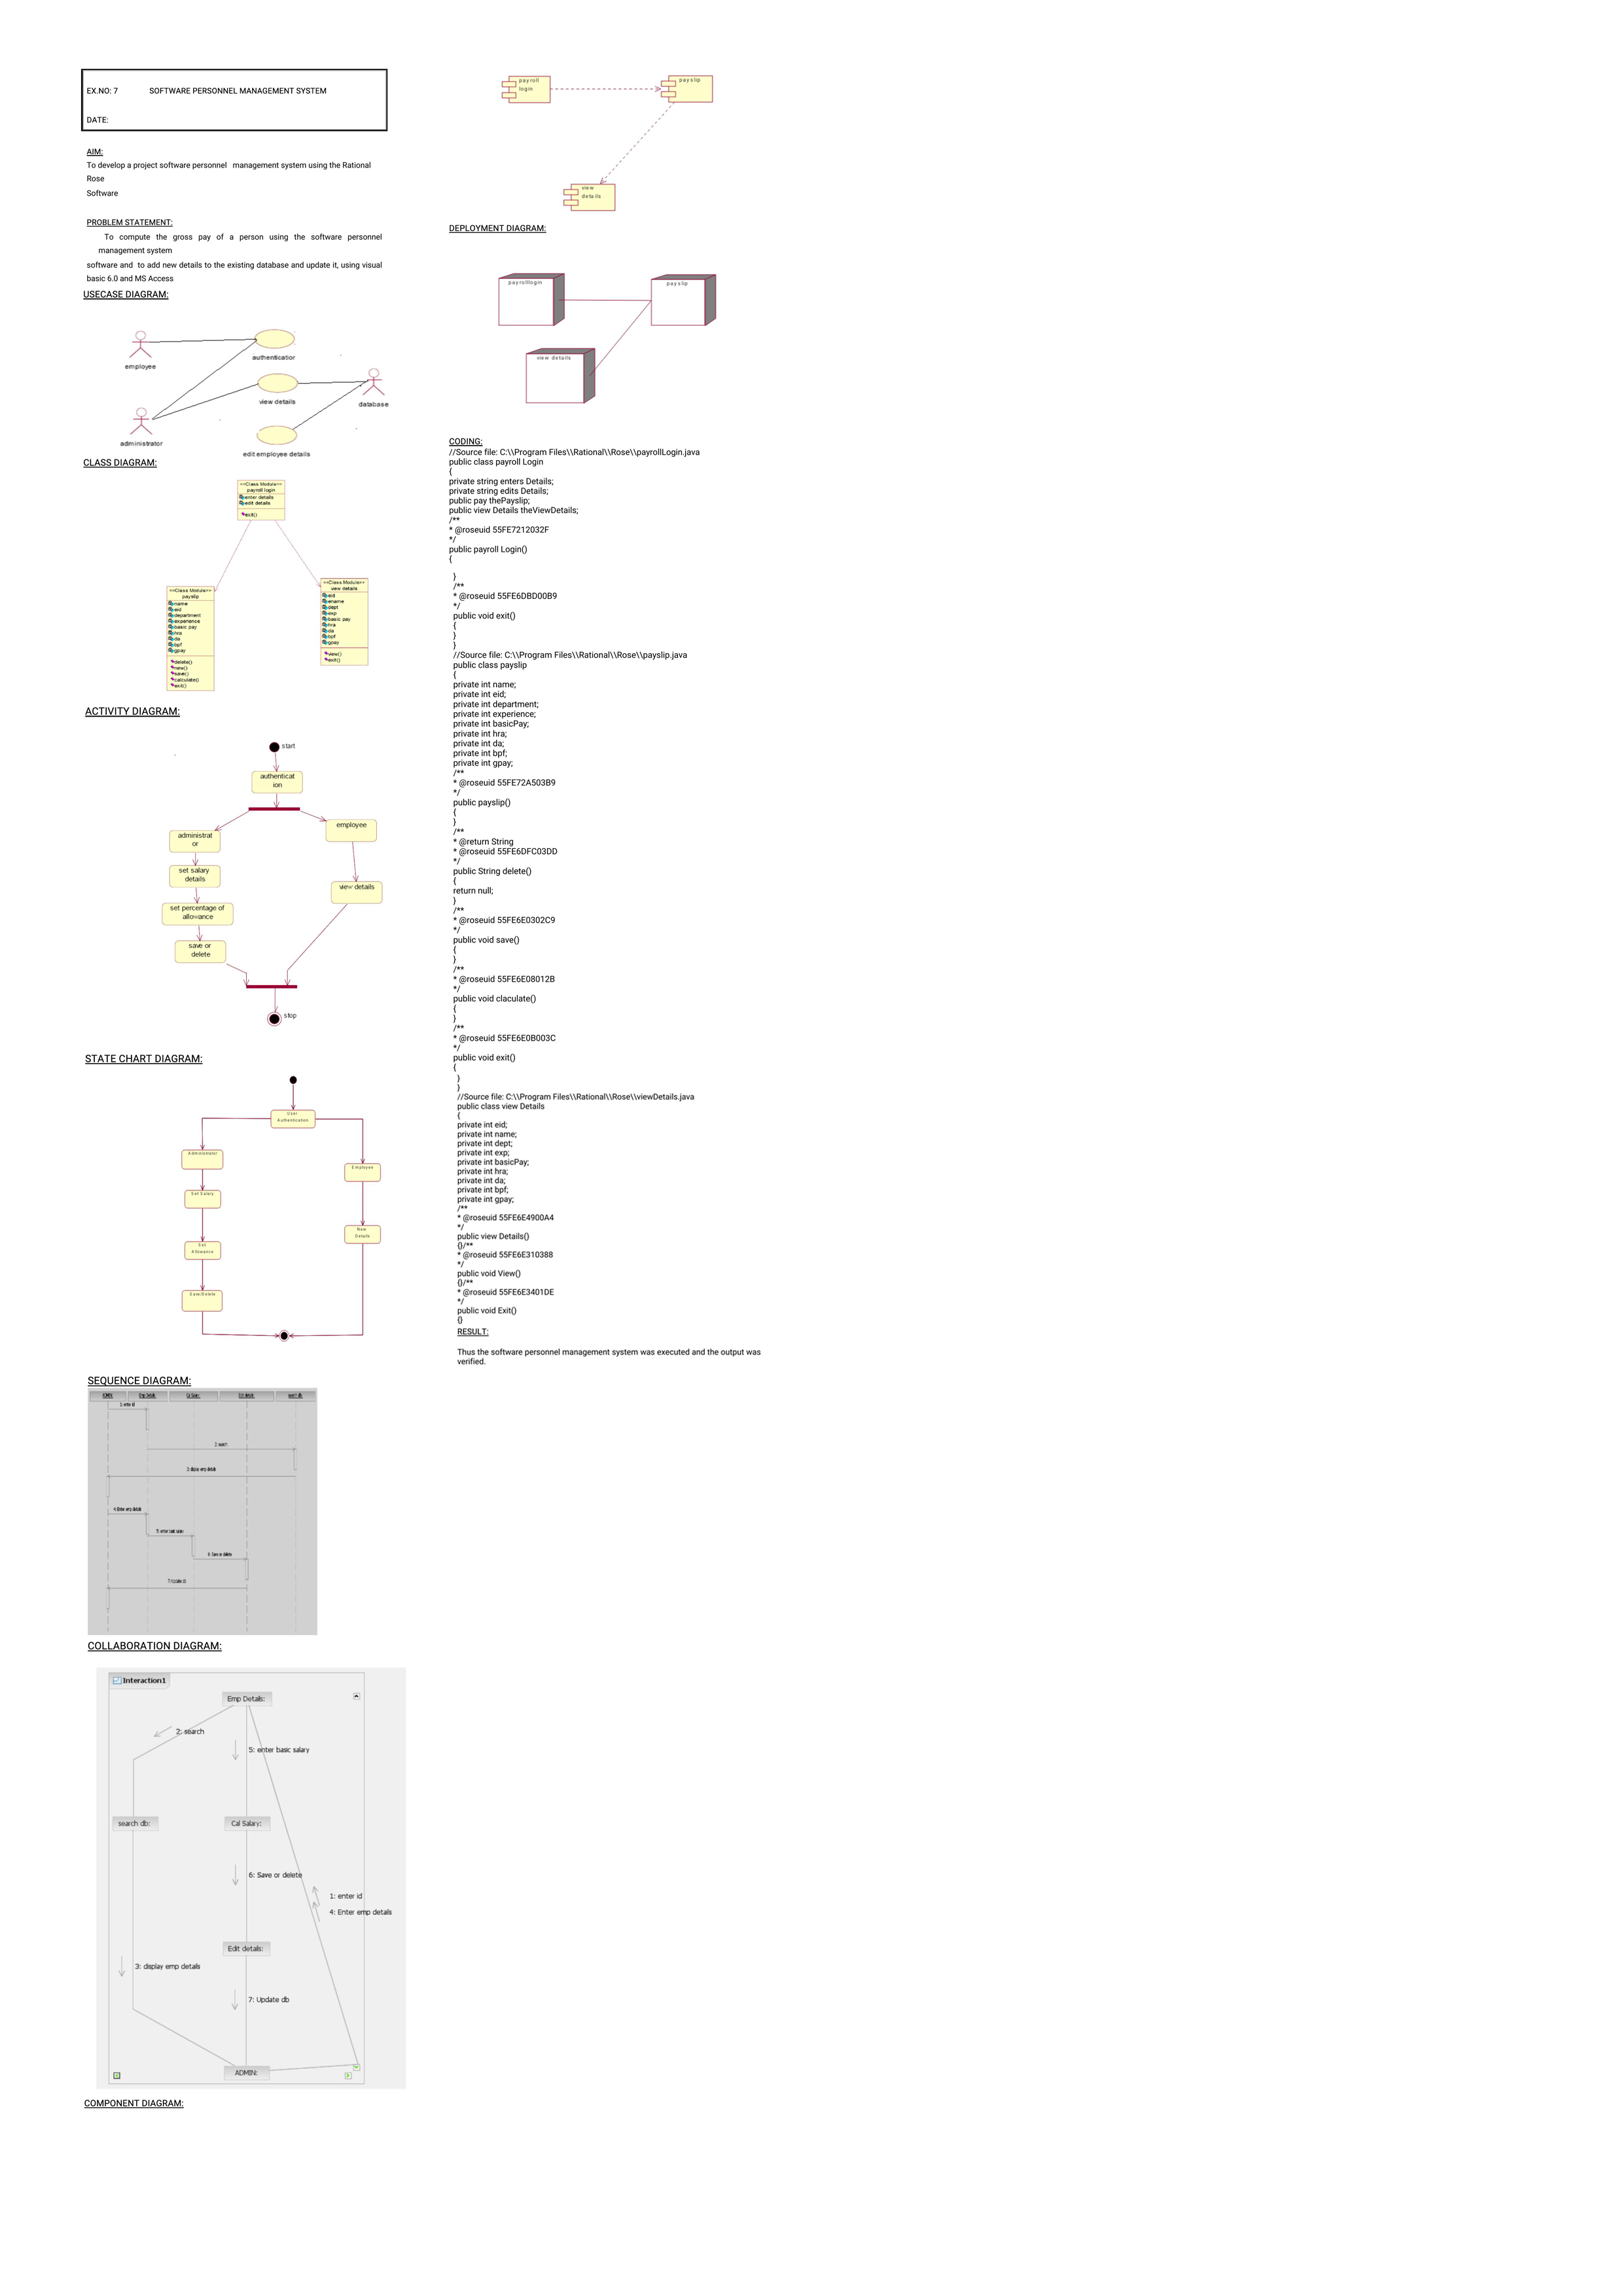 EX.NO: 7 SOFTWARE PERSONNEL MANAGEMENT SYSTEM
DATE:
AIM:
To develop a project software personnel management system using the Rational
Rose
Software
PROBLEM STATEMENT:
To compute the gross pay of a person using the software personnel
management system
software and to add new details to the existing database and update it, using visual
basic 6.0 and MS Access
USECASE DIAGRAM:
employee
authentication
view details
database
administrator
edit employee details
CLASS DIAGRAM:
<<Class Module>>
payroll login
enter details
edit details
exit()
<<Class Module>>
payslip
name
eid
department
experience
basic pay
hra
da
bpf
gpay
delete()
new()
save()
calculate()
exit()
<<Class Module>>
view details
eid
ename
dept
exp
basic pay
hra
da
bpf
gpay
view()
exit()
ACTIVITY DIAGRAM:
start
authenticat
ion
administrat
or
employee
set salary
details
view details
set percentage of
allowance
save or
delete
stop
STATE CHART DIAGRAM:
User
Authentication
Administrator
Employee
Set Salary
New
Details
Set
Allowance
Save/Delete
SEQUENCE DIAGRAM:
ADMIN:
Emp Details:
Cal Salary:
Edit details:
search db:
1: enter id
2: search
3: display emp details
4: Enter emp details
5: enter basic salary
6: Save or delete
7: Update db
COLLABORATION DIAGRAM:
Interaction1
Emp Details:
2: search
5: enter basic salary
search db:
Cal Salary:
6: Save or delete
1: enter id
4: Enter emp details
Edit details:
3: display emp details
7: Update db
ADMIN:
COMPONENT DIAGRAM:
payroll
login
payslip
view
details
DEPLOYMENT DIAGRAM:
payrolllogin
payslip
view details
CODING:
//Source file: C:\\Program Files\\Rational\\Rose\\payrollLogin.java
public class payroll Login
{
private string enters Details;
private string edits Details;
public pay thePayslip;
public view Details theViewDetails;
/**
* @roseuid 55FE7212032F
*/
public payroll Login()
{
}
/**
* @roseuid 55FE6DBD00B9
*/
public void exit()
{
}
}
//Source file: C:\\Program Files\\Rational\\Rose\\payslip.java
public class payslip
{
private int name;
private int eid;
private int department;
private int experience;
private int basicPay;
private int hra;
private int da;
private int bpf;
private int gpay;
/**
* @roseuid 55FE72A503B9
*/
public payslip()
{
}
/**
* @return String
* @roseuid 55FE6DFC03DD
*/
public String delete()
{
return null;
}
/**
* @roseuid 55FE6E0302C9
*/
public void save()
{
}
/**
* @roseuid 55FE6E08012B
*/
public void claculate()
{
}
/**
* @roseuid 55FE6E0B003C
*/
public void exit()
{
}
}
//Source file: C:\\Program Files\\Rational\\Rose\\viewDetails.java
public class view Details
{
private int eid;
private int name;
private int dept;
private int exp;
private int basicPay;
private int hra;
private int da;
private int bpf;
private int gpay;
/**
* @roseuid 55FE6E4900A4
*/
public view Details()
{}/**
* @roseuid 55FE6E310388
*/
public void View()
{}/**
* @roseuid 55FE6E3401DE
*/
public void Exit()
{}
RESULT:
Thus the software personnel management system was executed and the output was
verified.